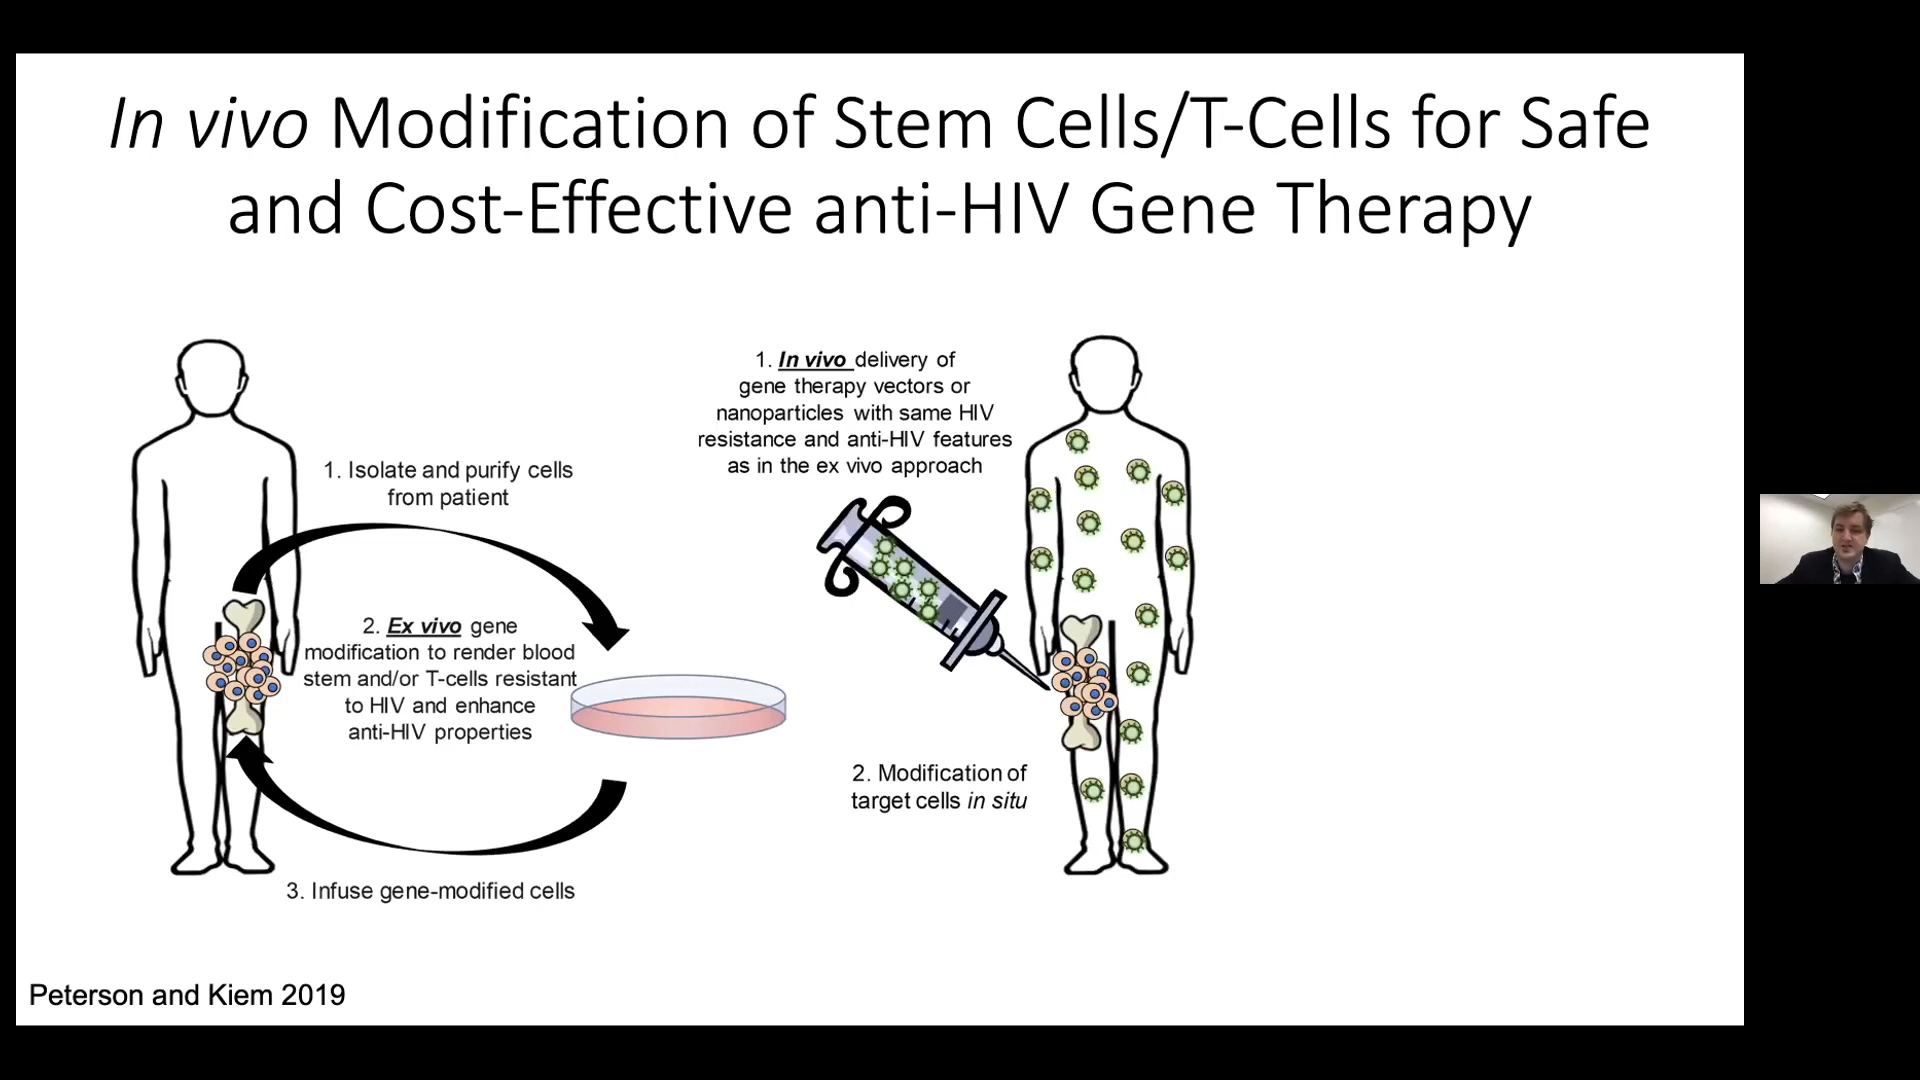 In vivo Modification of Stem Cells/T-Cells for Safe
and Cost-Effective anti-HIV Gene Therapy
1. Isolate and purify cells
from patient
2. Ex vivo gene
modification to render blood
stem and/or T-cells resistant
to HIV and enhance
anti-HIV properties
3. Infuse gene-modified cells
1. In vivo delivery of
gene therapy vectors or
nanoparticles with same HIV
resistance and anti-HIV features
as in the ex vivo approach
2. Modification of
target cells in situ
Peterson and Kiem 2019